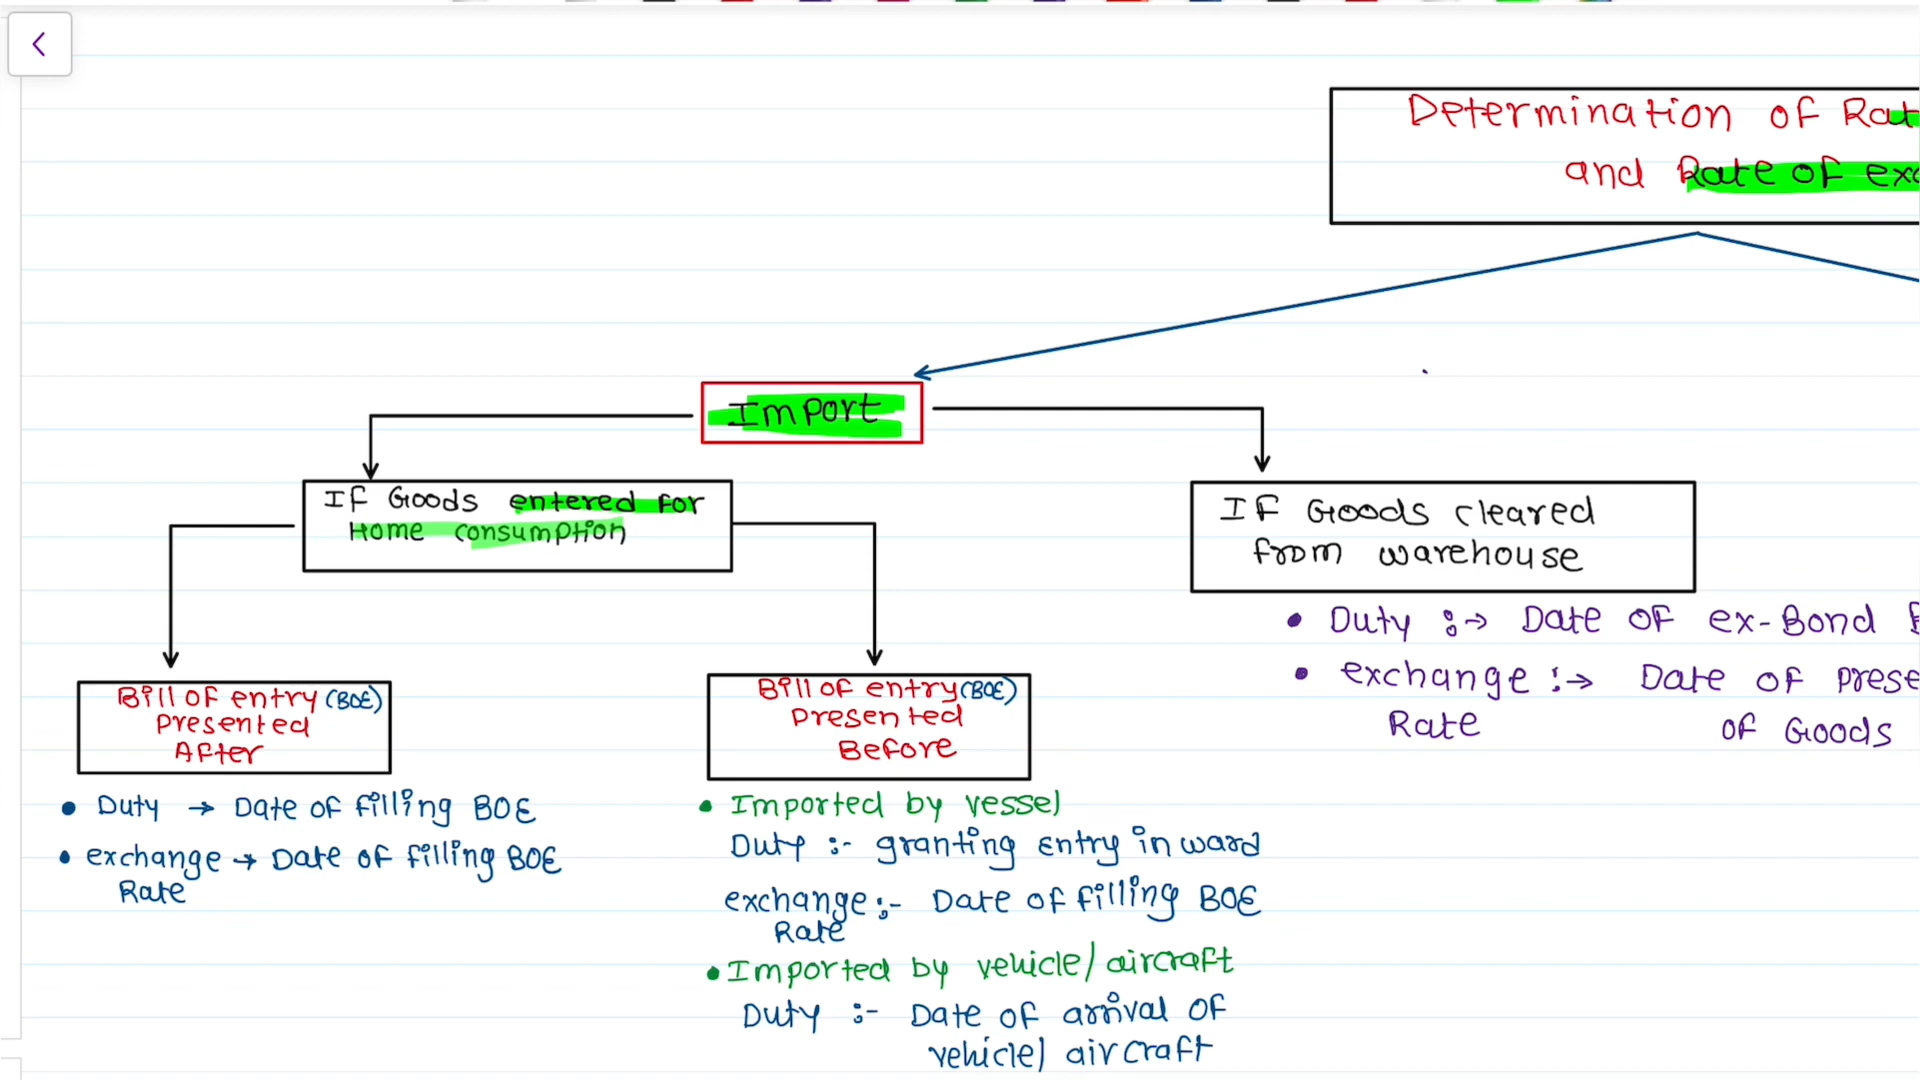 Determination of Rat
and Rate of exc
Import
If Goods entered for
Home consumption
If Goods cleared
from warehouse
• Duty :→ Date of ex-Bond
• exchange :→ Date of prese
Rate of Goods
Bill of entry (BOE)
Presented
After
• Duty → Date of filling BOE
• exchange → Date of filling BOE
Rate
Bill of entry (BOE)
Presented
Before
• Imported by vessel
Duty :- granting entry in ward
exchange :- Date of filling BOE
Rate
• Imported by vehicle/aircraft
Duty :- Date of arrival of
vehicle/ aircraft